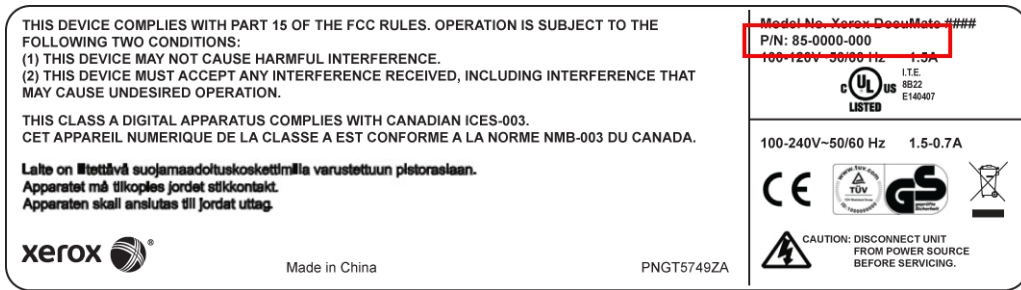 THIS DEVICE COMPLIES WITH PART 15 OF THE FCC RULES. OPERATION IS SUBJECT TO THE
FOLLOWING TWO CONDITIONS:
(1) THIS DEVICE MAY NOT CAUSE HARMFUL INTERFERENCE.
(2) THIS DEVICE MUST ACCEPT ANY INTERFERENCE RECEIVED, INCLUDING INTERFERENCE THAT
MAY CAUSE UNDESIRED OPERATION.
THIS CLASS A DIGITAL APPARATUS COMPLIES WITH CANADIAN ICES-003.
CET APPAREIL NUMERIQUE DE LA CLASSE A EST CONFORME A LA NORME NMB-003 DU CANADA.
Laite on liitettävä suojamaadoituskoskettimilla varustettuun pistorasiaan.
Apparatet må tilkoples jordet stikkontakt.
Apparaten skall anslutas till jordat uttag.
xerox
Made in China
PNGT5749ZA
Model No. Xerox DocuMate ####
P/N: 85-0000-000
100-120V~50/60 Hz 1.5A
C UL US
LISTED
I.T.E.
8B22
E140407
100-240V~50/60 Hz 1.5-0.7A
CE
www.tuv.com
TÜV
GS
geprüfte
Sicherheit
CAUTION: DISCONNECT UNIT
FROM POWER SOURCE
BEFORE SERVICING.